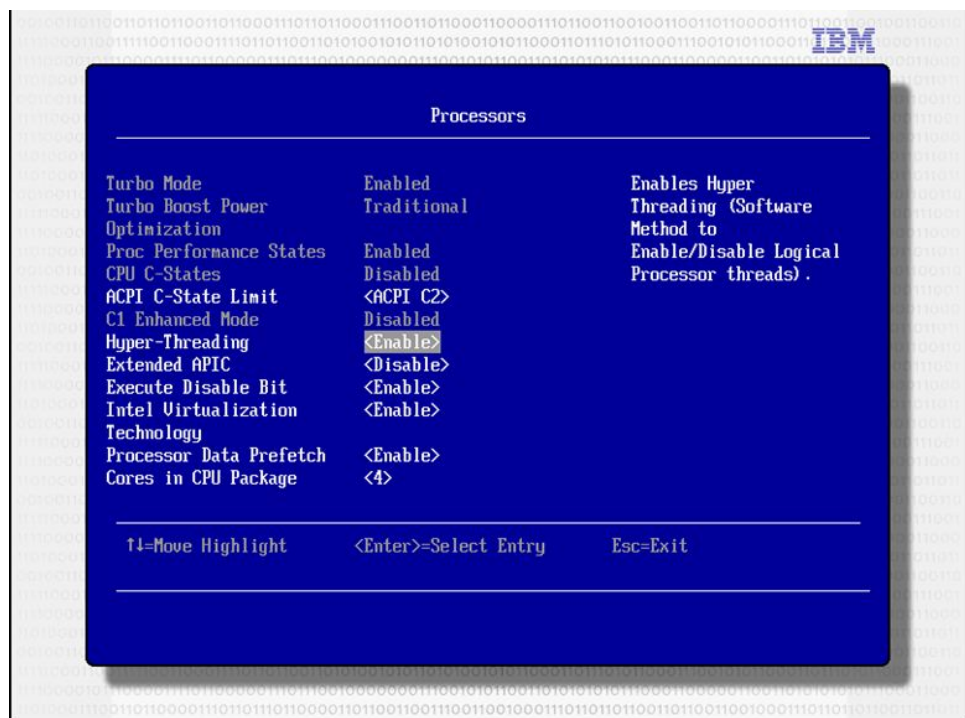 IBM
Processors
Turbo Mode Enabled Enables Hyper
Turbo Boost Power Traditional Threading (Software
Optimization Method to
Proc Performance States Enabled Enable/Disable Logical
CPU C-States Disabled Processor threads).
ACPI C-State Limit <ACPI C2>
C1 Enhanced Mode Disabled
Hyper-Threading <Enable>
Extended APIC <Disable>
Execute Disable Bit <Enable>
Intel Virtualization <Enable>
Technology
Processor Data Prefetch <Enable>
Cores in CPU Package <4>
↑↓=Move Highlight <Enter>=Select Entry Esc=Exit